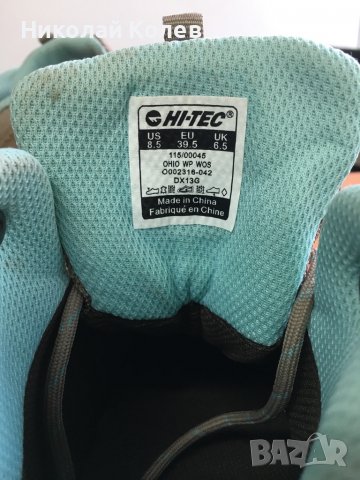 Николай Колев
HI-TEC®
US EU UK
8.5 39.5 6.5
115/00045
OHIO WP WOS
O002316-042
DX13G
Made in China
Fabriqué en Chine
BAZAR